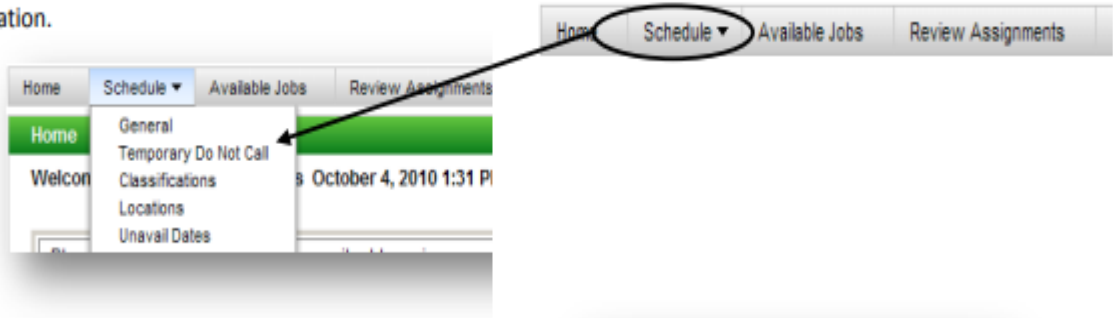 ation.
Home Schedule ▼ Available Jobs Review Assignments
Home Schedule ▼ Available Jobs Review Assignments
General
Home
Temporary Do Not Call
Classifications
October 4, 2010 1:31
Locations
Unavail Dates